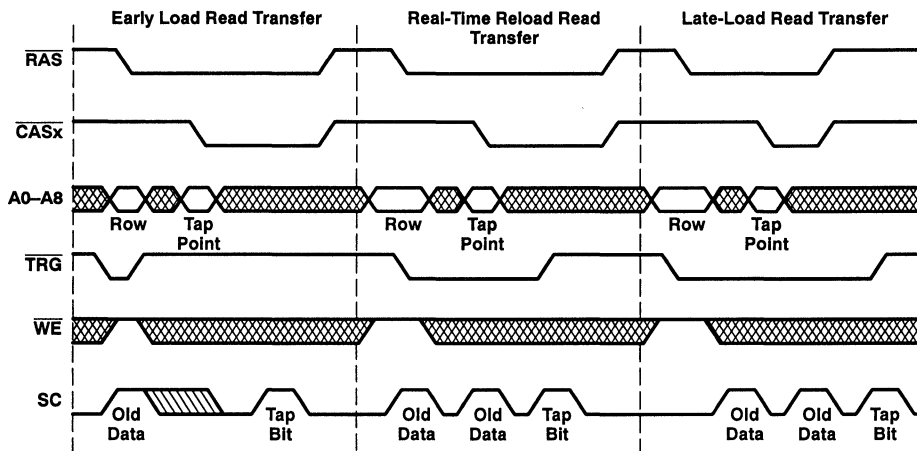 Early Load Read Transfer
Real-Time Reload Read
Transfer
Late-Load Read Transfer
RAS
CASx
A0–A8
Row
Tap
Point
Row
Tap
Point
Row
Tap
Point
TRG
WE
SC
Old
Data
Tap
Bit
Old
Data
Old
Data
Tap
Bit
Old
Data
Old
Data
Tap
Bit